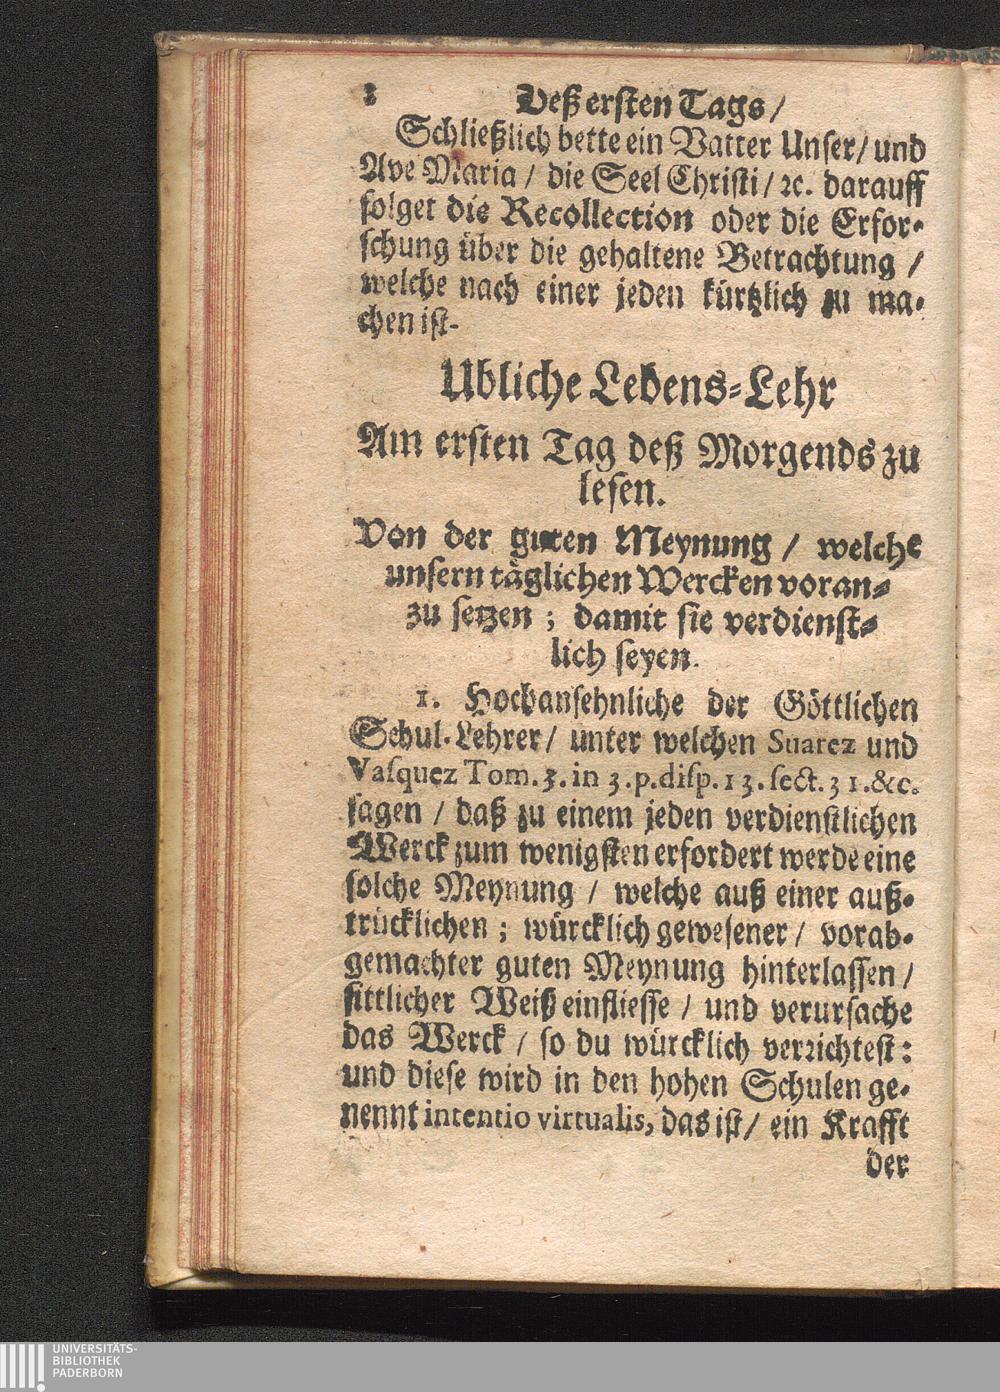 Deß ersten Tags /
Schließlich bette ein Vatter Unser / und
Ave Maria / die Seel Christi / ꝛc. darauff
folget die Recollection oder die Erfor-
schung über die gehaltene Betrachtung /
welche nach einer jeden kürtzlich zu ma-
chen ist.
Ubliche Lebens-Lehr
Am ersten Tag deß Morgends zu
lesen.
Von der guten Meynung / welche
unsern täglichen Wercken voran-
zu setzen ; damit sie verdienst-
lich seyen.
1. Hochansehnliche der Göttlichen
Schul-Lehrer / unter welchen Suarez und
Vasquez Tom. 3. in 3. p. disp. 13. sect. 31. &c.
sagen / daß zu einem jeden verdienstlichen
Werck zum wenigsten erfordert werde eine
solche Meynung / welche auß einer auß-
trücklichen ; würcklich gewesener / vorab-
gemachter guten Meynung hinterlassen /
sittlicher Weiß einfliesse / und verursache
das Werck / so du würcklich verrichtest :
und diese wird in den hohen Schulen ge-
nennt intentio virtualis, das ist / ein Krafft
der
UNIVERSITÄTS-
BIBLIOTHEK
PADERBORN